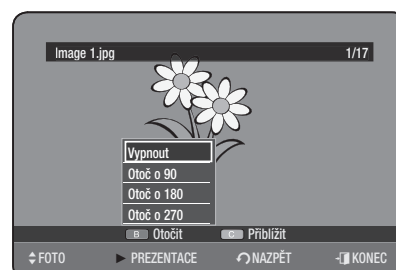 Image 1.jpg 1/17
Vypnout
Otoč o 90
Otoč o 180
Otoč o 270
B Otočit C Přiblížit
FOTO PREZENTACE NAZPĚT KONEC